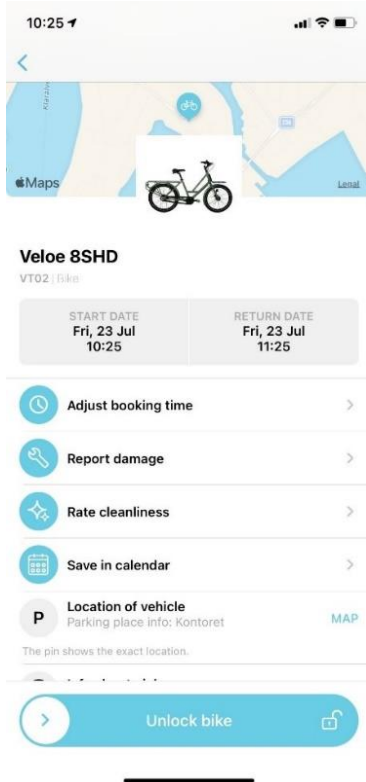 10:25
Maps
Legal
Veloe 8SHD
VT02 | Bike
START DATE
Fri, 23 Jul
10:25
RETURN DATE
Fri, 23 Jul
11:25
Adjust booking time
Report damage
Rate cleanliness
Save in calendar
P
Location of vehicle
Parking place info: Kontoret
MAP
The pin shows the exact location.
Unlock bike